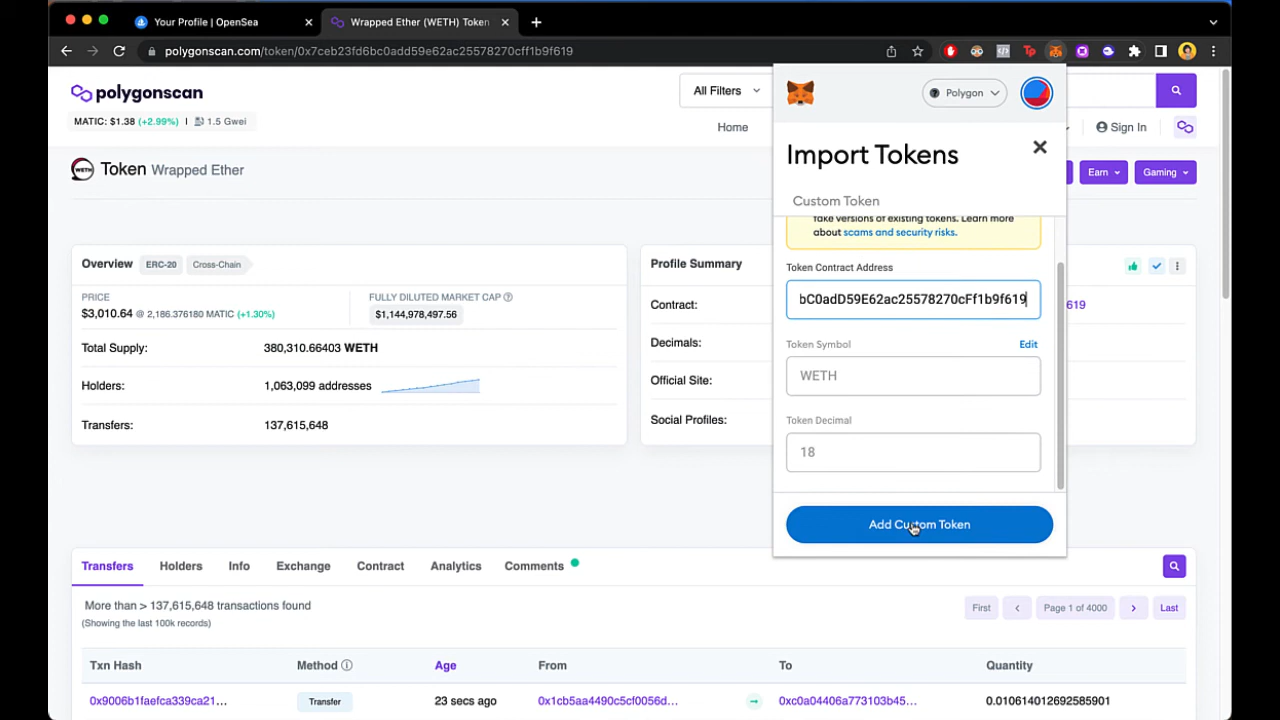 Your Profile | OpenSea
Wrapped Ether (WETH) Token
polygonscan.com/token/0x7ceb23fd6bc0add59e62ac25578270cff1b9f619
Tp
polygonscan
All Filters
MATIC: $1.38 (+2.99%) | 1.5 Gwei
Home
Sign In
WETH
Token Wrapped Ether
Earn
Gaming
Polygon
Import Tokens
Custom Token
fake versions of existing tokens. Learn more
about scams and security risks.
Token Contract Address
bC0adD59E62ac25578270cFf1b9f619
Token Symbol
Edit
WETH
Token Decimal
18
Add Custom Token
Overview ERC-20 Cross-Chain
PRICE
$3,010.64 @ 2,186.376180 MATIC (+1.30%)
FULLY DILUTED MARKET CAP
$1,144,978,497.56
Total Supply: 380,310.66403 WETH
Holders: 1,063,099 addresses
Transfers: 137,615,648
Profile Summary
Contract: 619
Decimals:
Official Site:
Social Profiles:
Transfers Holders Info Exchange Contract Analytics Comments
More than > 137,615,648 transactions found
(Showing the last 100k records)
First Page 1 of 4000 Last
Txn Hash Method Age From To Quantity
0x9006b1faefca339ca21... Transfer 23 secs ago 0x1cb5aa4490c5cf0056d... 0xc0a04406a773103b45... 0.010614012692585901